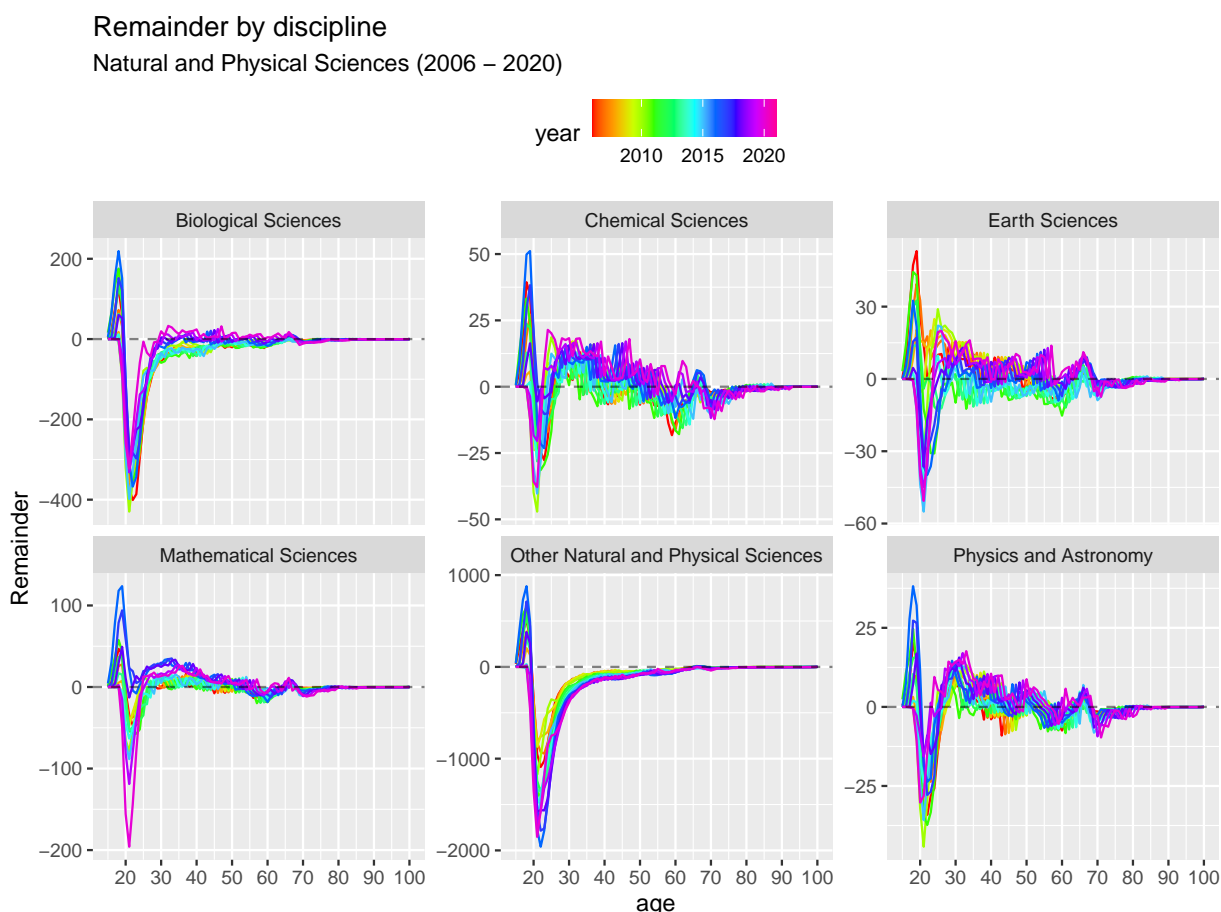 Remainder by discipline
Natural and Physical Sciences (2006 − 2020)
year
2010 2015 2020
Biological Sciences Chemical Sciences Earth Sciences
200
0
−200
−400
50
25
0
−25
−50
30
0
−30
−60
Remainder
Mathematical Sciences Other Natural and Physical Sciences Physics and Astronomy
100
0
−100
−200
1000
0
−1000
−2000
25
0
−25
20 30 40 50 60 70 80 90 100 20 30 40 50 60 70 80 90 100 20 30 40 50 60 70 80 90 100
age